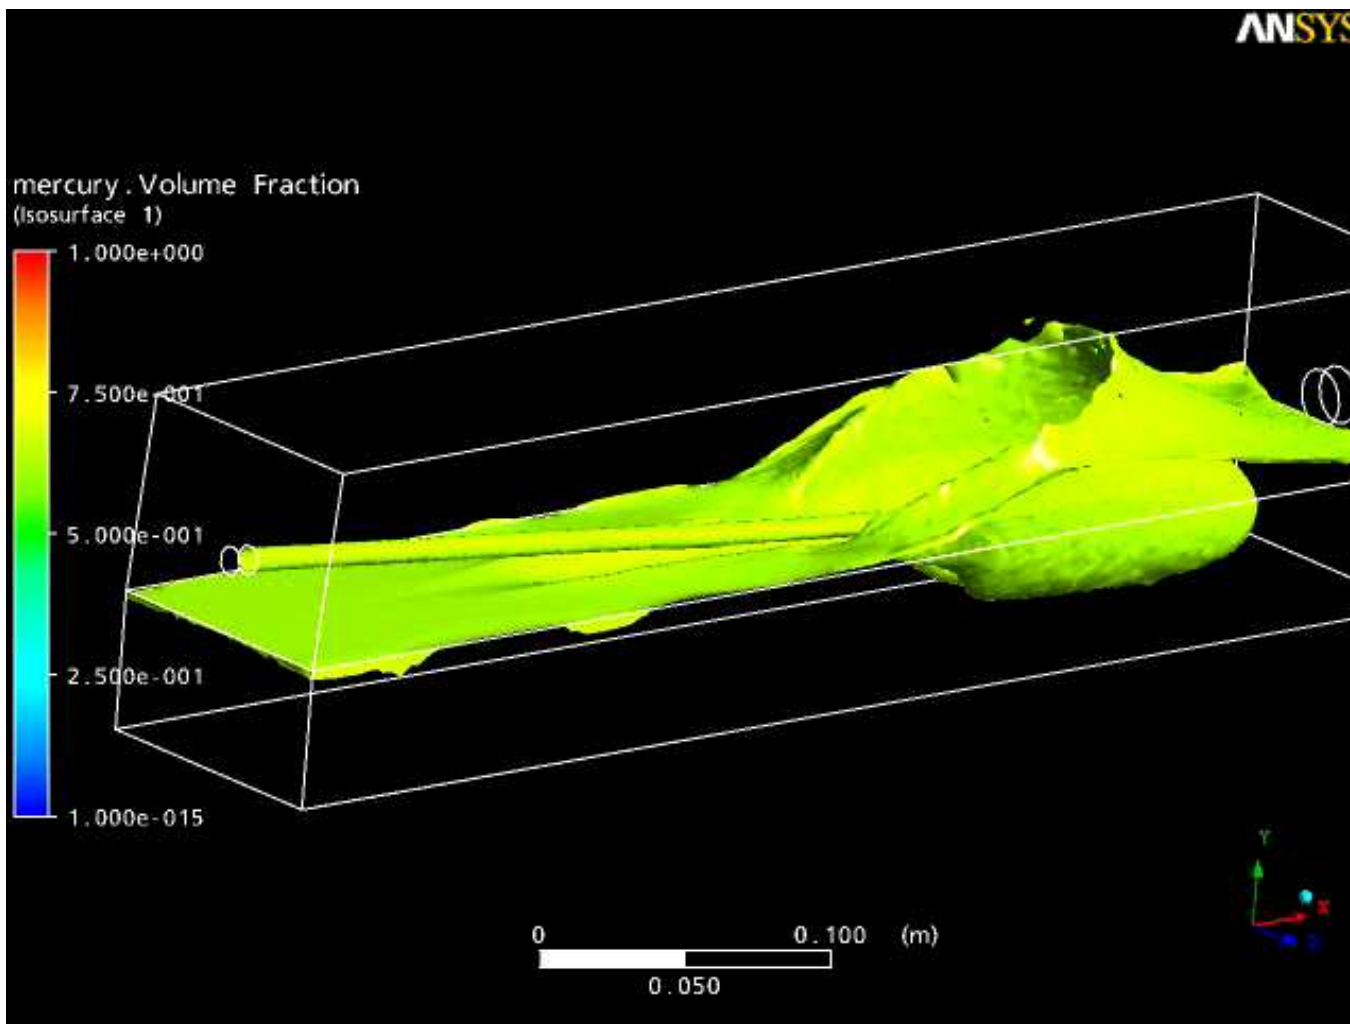 ANSYS
mercury.Volume Fraction
(Isosurface 1)
1.000e+000
7.500e-001
5.000e-001
2.500e-001
1.000e-015
Y
X
0 0.100 (m)
0.050